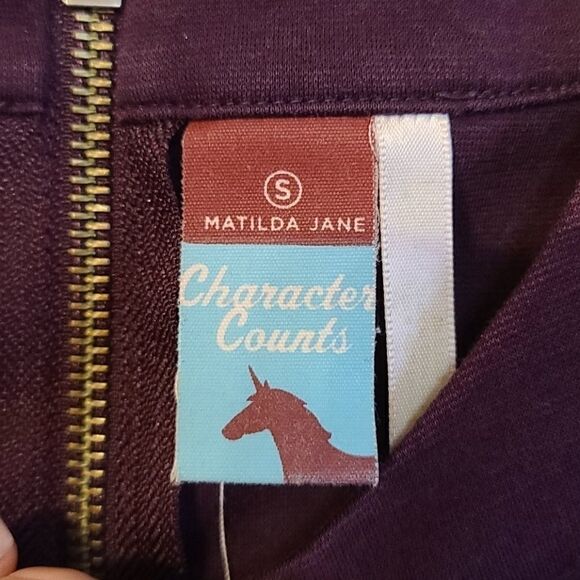 S
MATILDA JANE
Character
Counts